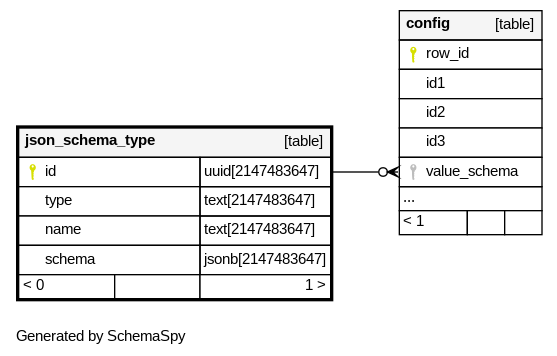 config [table]
row_id
id1
id2
id3
value_schema
...
< 1
json_schema_type [table]
id uuid[2147483647]
type text[2147483647]
name text[2147483647]
schema jsonb[2147483647]
< 0 1 >
Generated by SchemaSpy